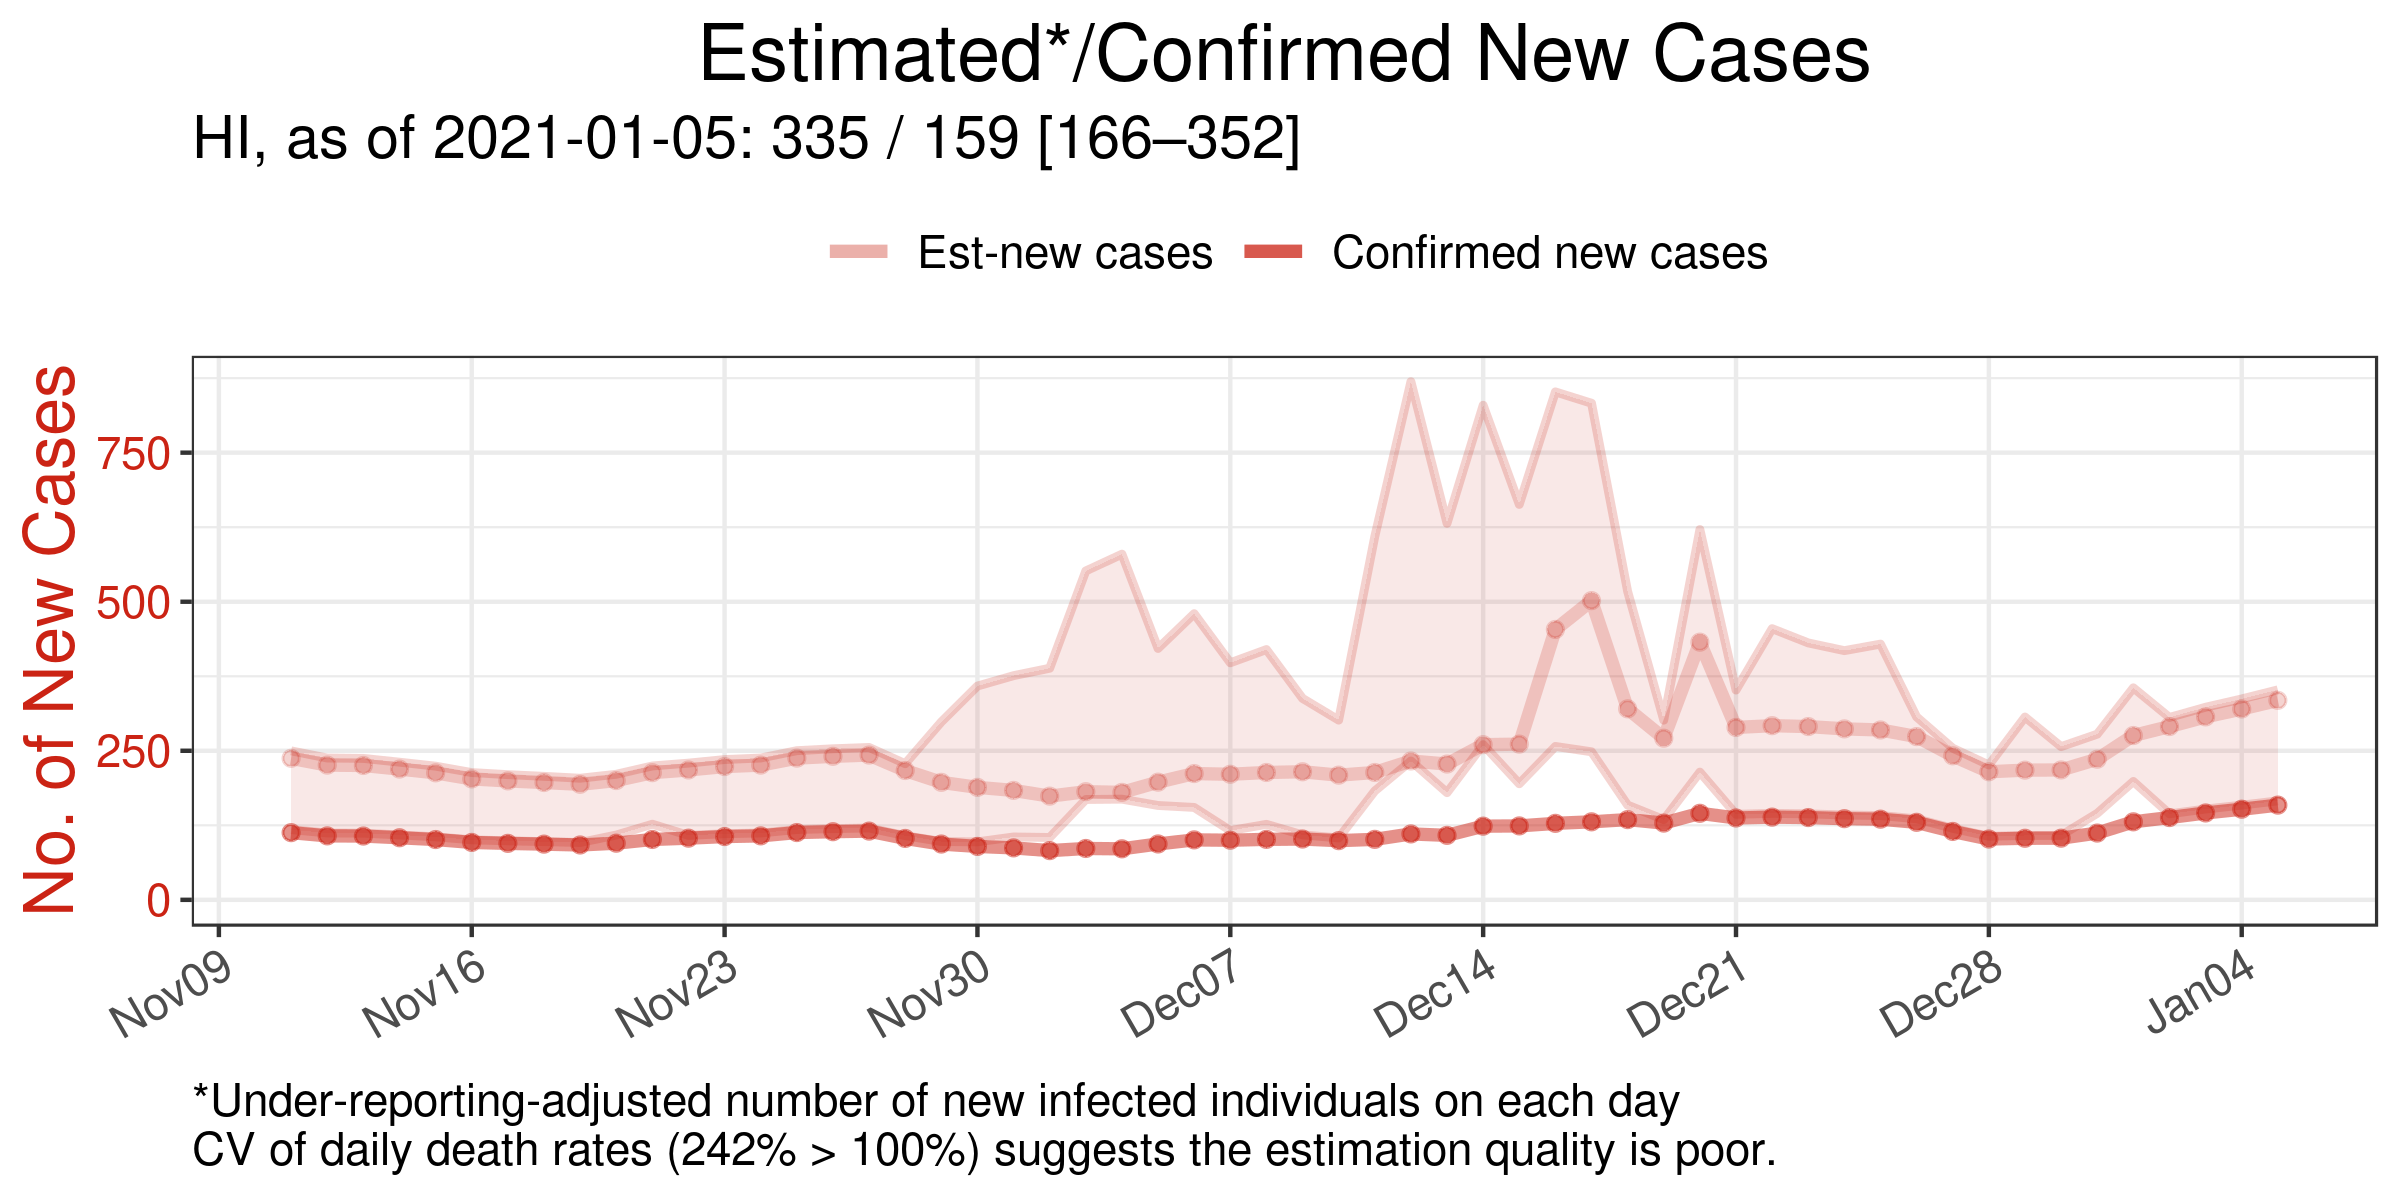 Estimated*/Confirmed New Cases
HI, as of 2021-01-05: 335 / 159 [166–352]
Est-new cases
Confirmed new cases
No. of New Cases
750
500
250
0
Nov09
Nov16
Nov23
Nov30
Dec07
Dec14
Dec21
Dec28
Jan04
*Under-reporting-adjusted number of new infected individuals on each day
CV of daily death rates (242% > 100%) suggests the estimation quality is poor.